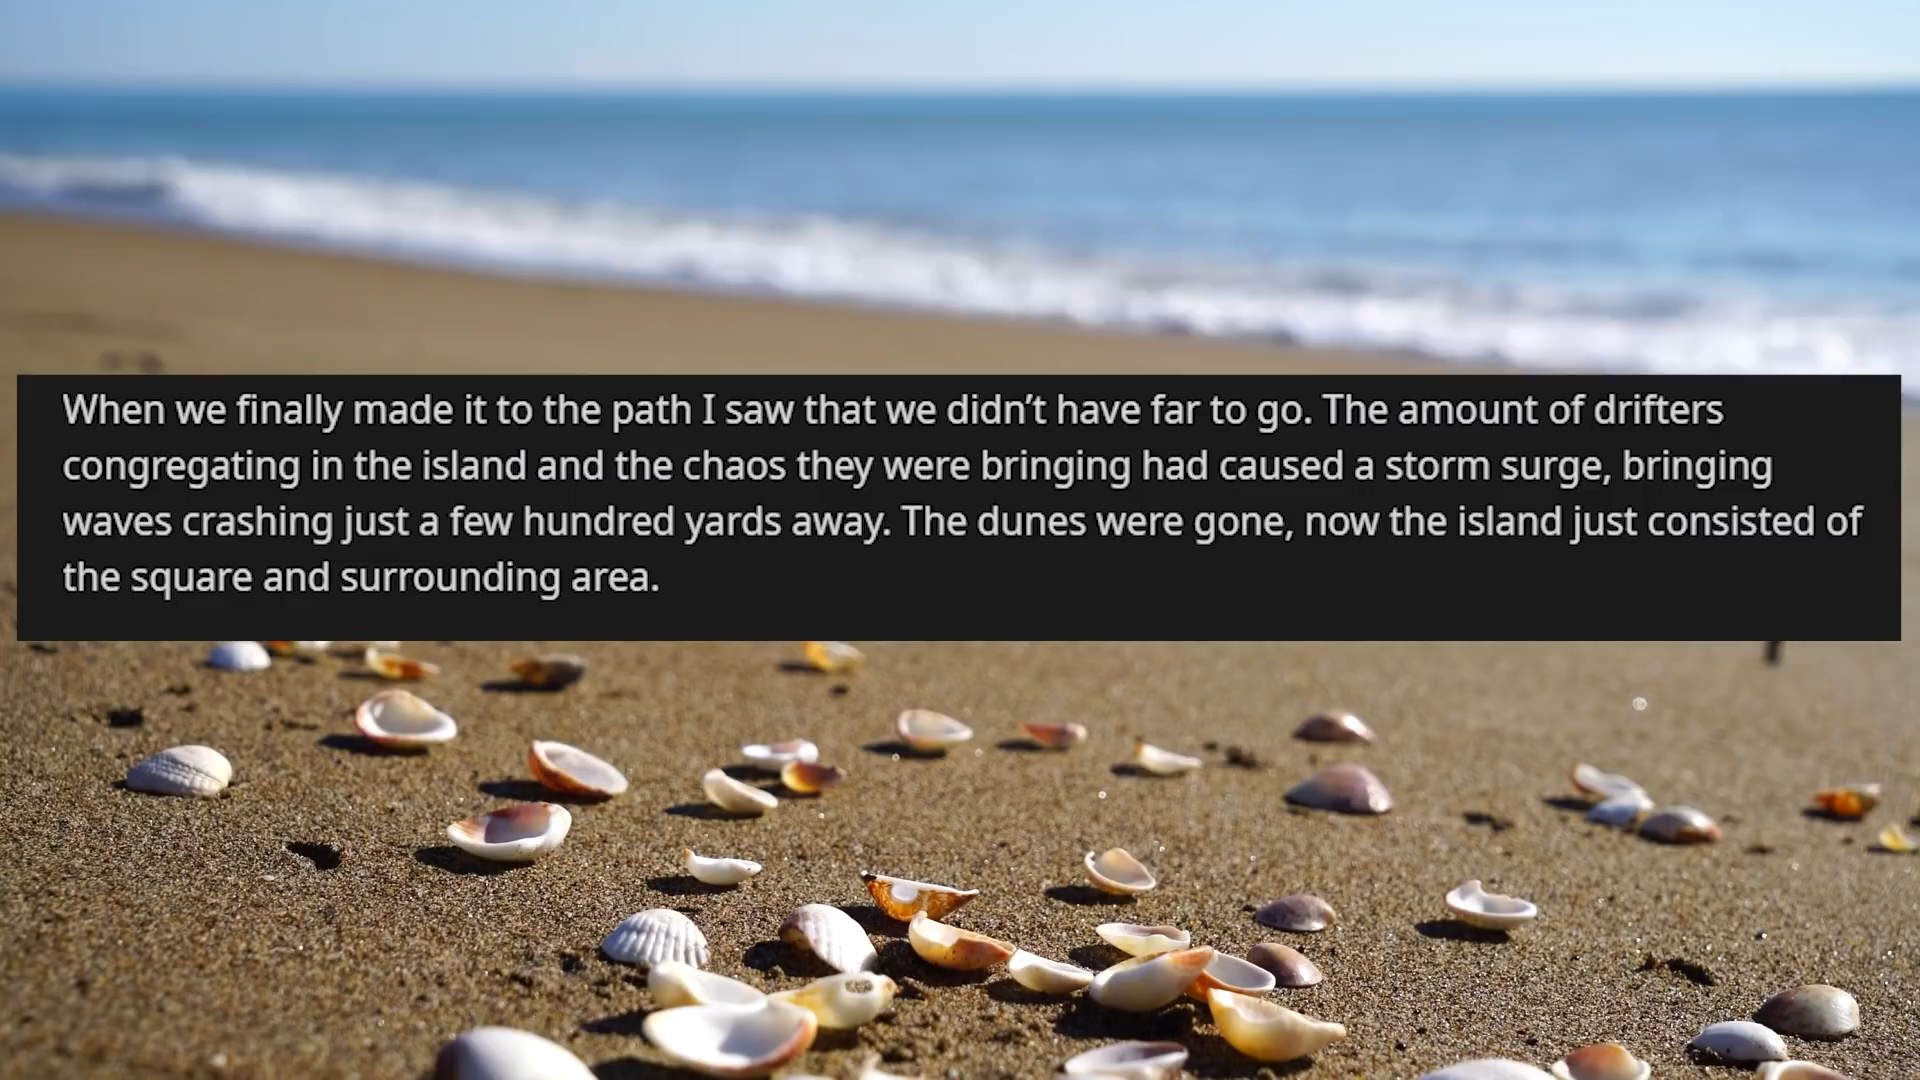 When we finally made it to the path I saw that we didn’t have far to go. The amount of drifters
congregating in the island and the chaos they were bringing had caused a storm surge, bringing
waves crashing just a few hundred yards away. The dunes were gone, now the island just consisted of
the square and surrounding area.